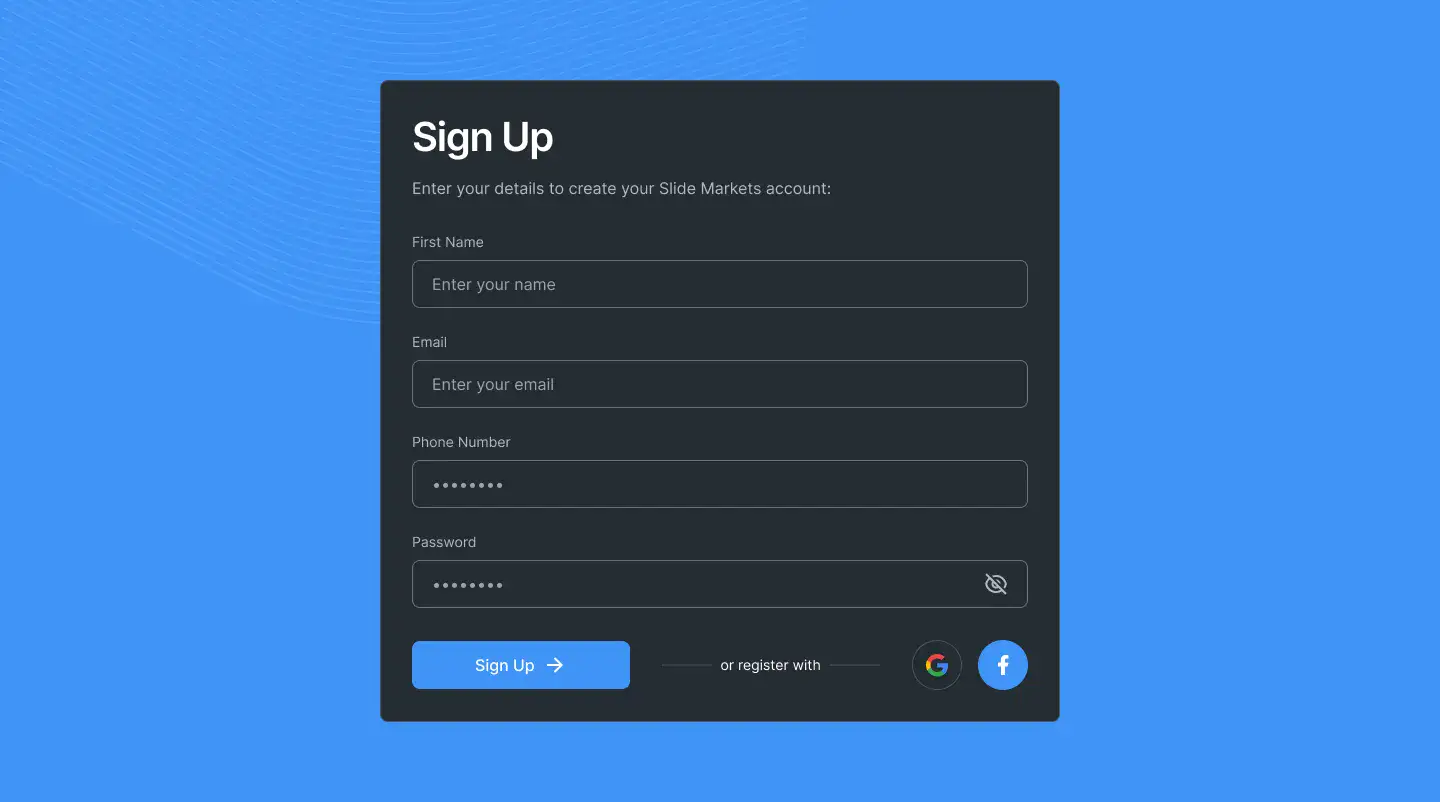 Sign Up
Enter your details to create your Slide Markets account:
First Name
Enter your name
Email
Enter your email
Phone Number
••••••••
Password
••••••••
Sign Up →
or register with